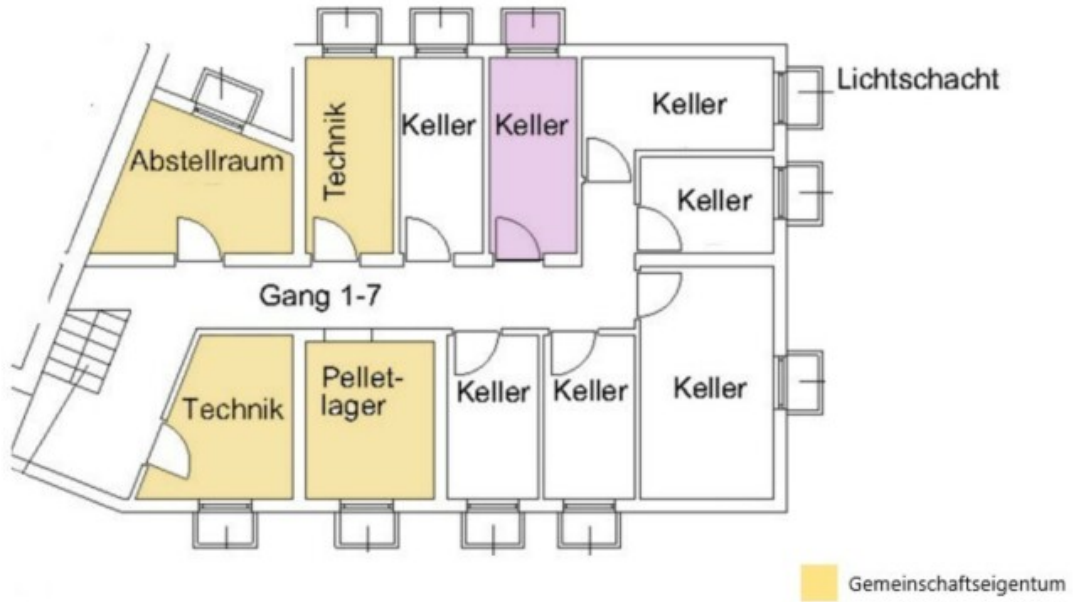 Lichtschacht
Keller
Technik
Keller
Keller
Abstellraum
Keller
Gang 1-7
Pellet-
lager
Technik
Keller
Keller
Keller
Gemeinschaftseigentum